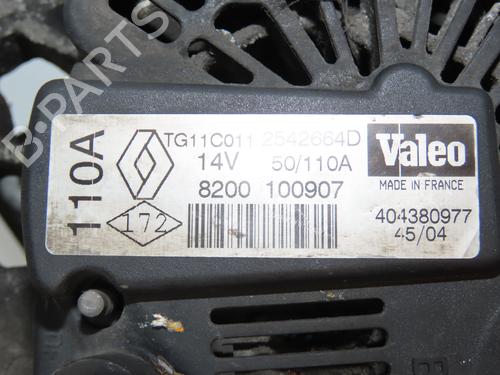 B-PARTS
110A
172
TG11C011 2542664D
14V 50/110A
8200 100907
Valeo
MADE IN FRANCE
404380977
45/04